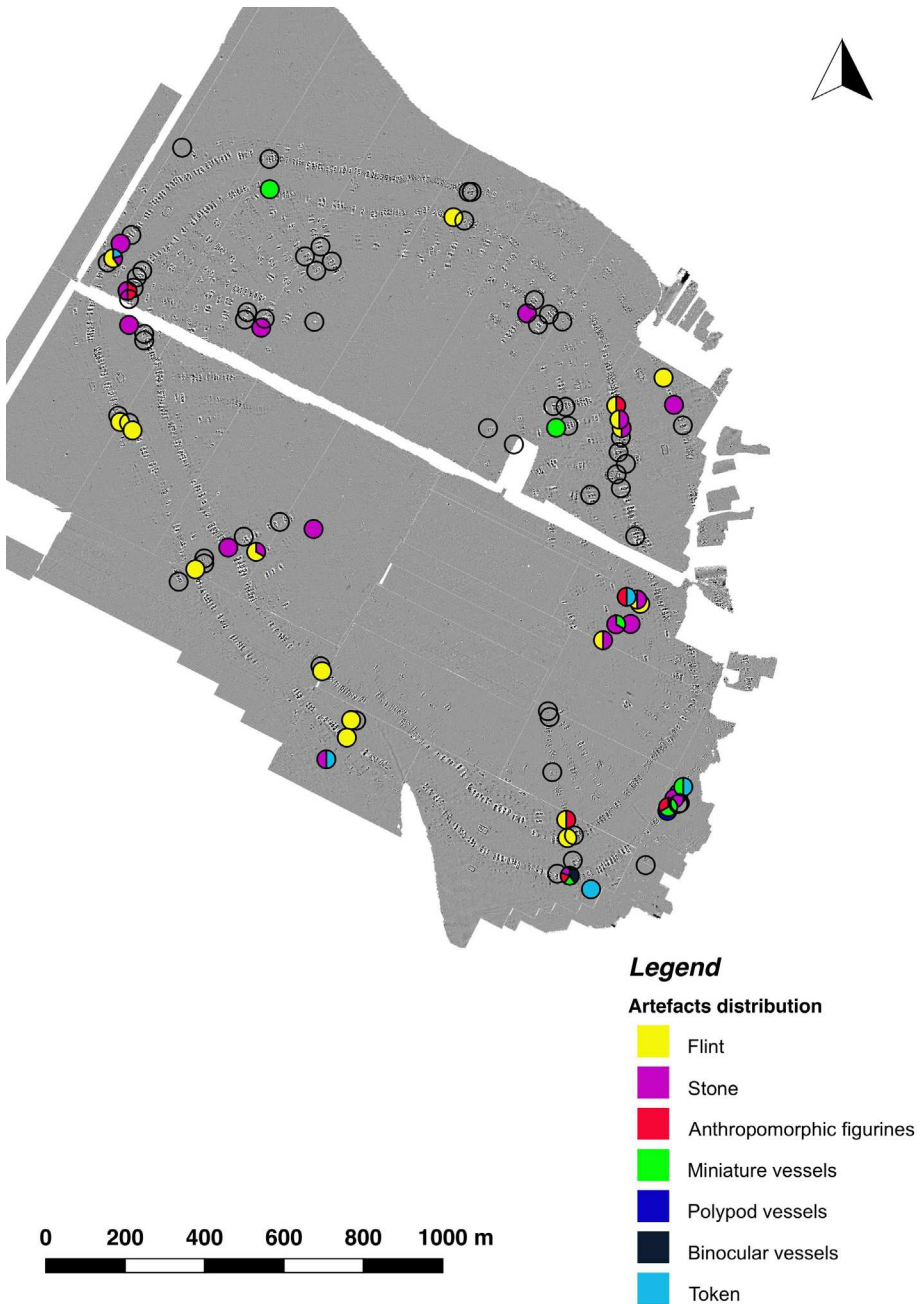 Legend
Artefacts distribution
Flint
Stone
Anthropomorphic figurines
Miniature vessels
Polypod vessels
Binocular vessels
Token
0 200 400 600 800 1000 m